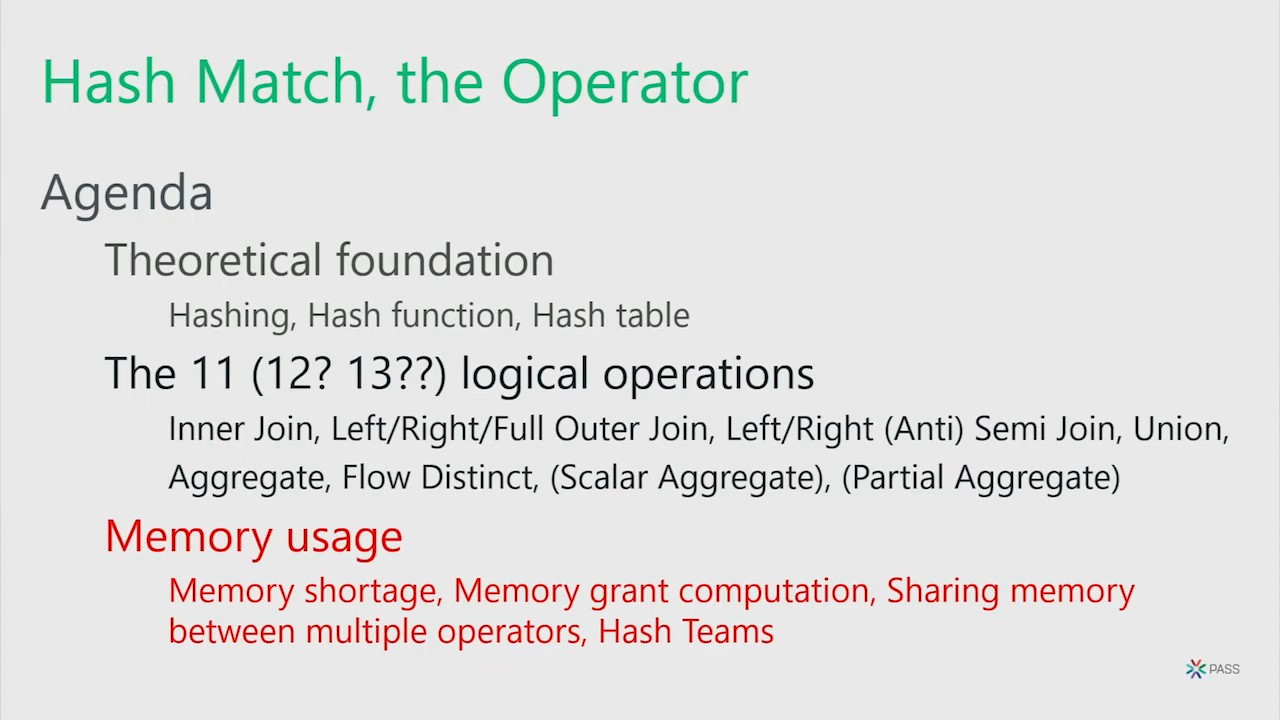 Hash Match, the Operator
Agenda
Theoretical foundation
Hashing, Hash function, Hash table
The 11 (12? 13??) logical operations
Inner Join, Left/Right/Full Outer Join, Left/Right (Anti) Semi Join, Union,
Aggregate, Flow Distinct, (Scalar Aggregate), (Partial Aggregate)
Memory usage
Memory shortage, Memory grant computation, Sharing memory
between multiple operators, Hash Teams
PASS